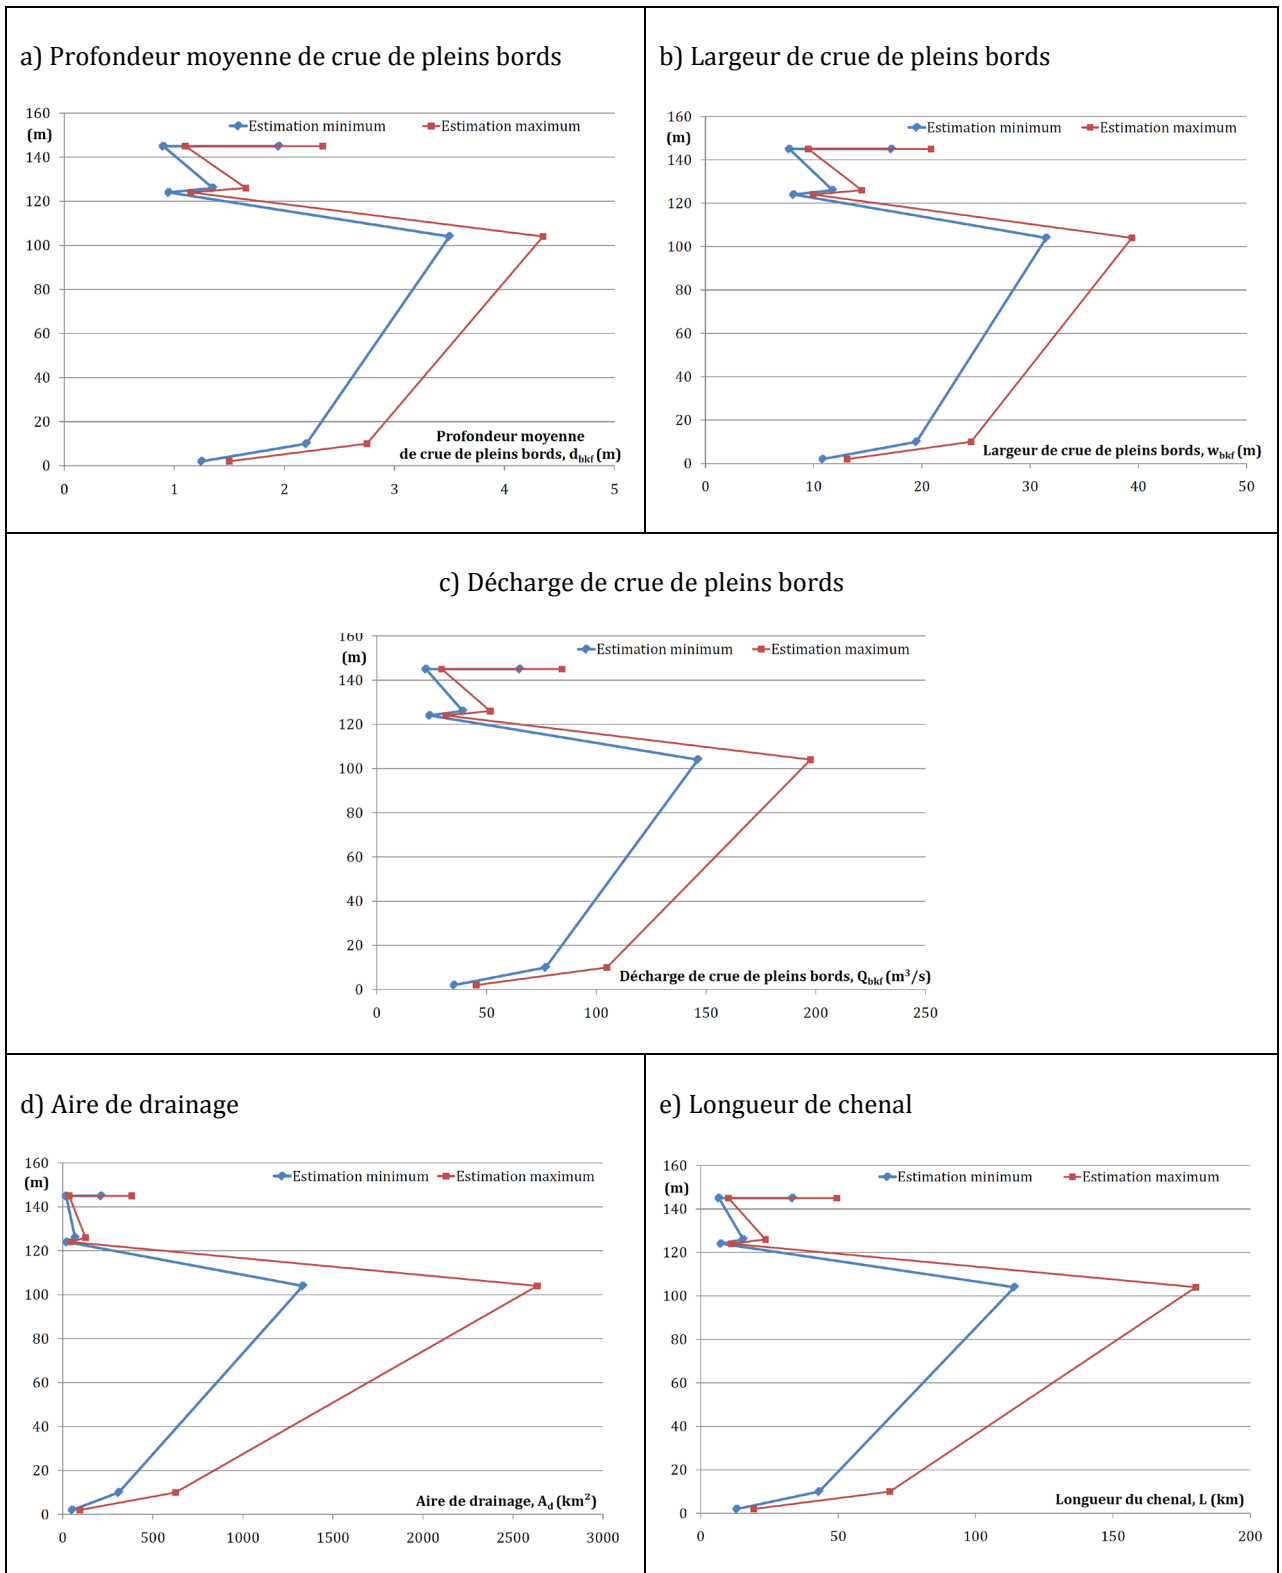 a) Profondeur moyenne de crue de pleins bords
160
(m)
Estimation minimum
Estimation maximum
140
120
100
80
60
40
20
Profondeur moyenne
de crue de pleins bords, dbkf (m)
0
0 1 2 3 4 5
b) Largeur de crue de pleins bords
160
(m)
Estimation minimum
Estimation maximum
140
120
100
80
60
40
20
Largeur de crue de pleins bords, wbkf (m)
0
0 10 20 30 40 50
c) Décharge de crue de pleins bords
160
(m)
Estimation minimum
Estimation maximum
140
120
100
80
60
40
20
Décharge de crue de pleins bords, Qbkf (m³/s)
0
0 50 100 150 200 250
d) Aire de drainage
160
(m)
Estimation minimum
Estimation maximum
140
120
100
80
60
40
20
Aire de drainage, Ad (km²)
0
0 500 1000 1500 2000 2500 3000
e) Longueur de chenal
160
(m)
Estimation minimum
Estimation maximum
140
120
100
80
60
40
20
Longueur du chenal, L (km)
0
0 50 100 150 200